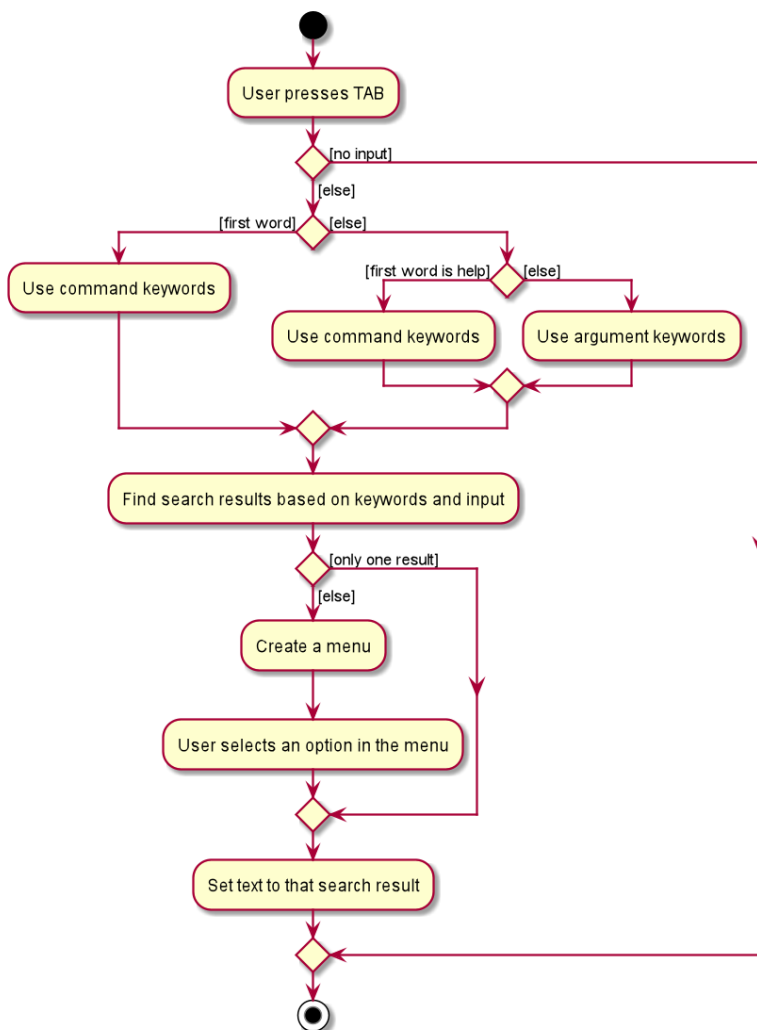 User presses TAB
[no input]
[else]
[first word]
[else]
Use command keywords
[first word is help]
[else]
Use command keywords
Use argument keywords
Find search results based on keywords and input
[only one result]
[else]
Create a menu
User selects an option in the menu
Set text to that search result